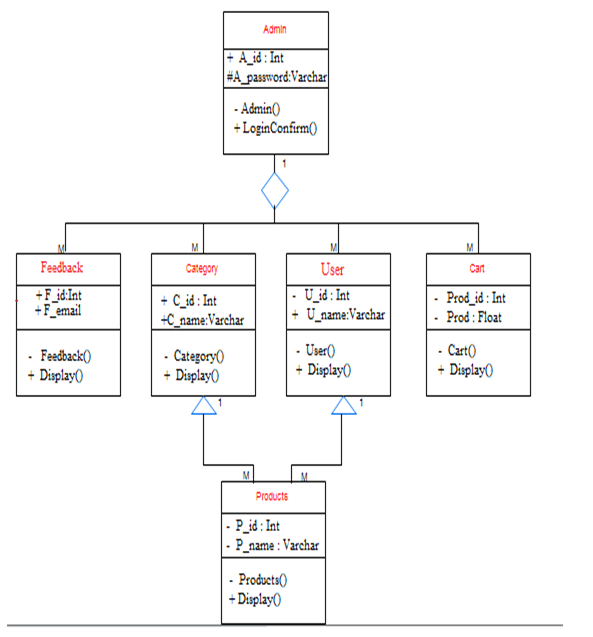 Admin
+ A_id : Int
#A_password:Varchar
- Admin()
+ LoginConfirm()
1
M
M
M
M
Feedback
+ F_id:Int
+ F_email
- Feedback()
+ Display()
Category
+ C_id : Int
+C_name:Varchar
- Category()
+ Display()
User
- U_id : Int
+ U_name:Varchar
- User()
+ Display()
Cart
- Prod_id : Int
- Prod : Float
- Cart()
+ Display()
1
1
M
M
Products
- P_id : Int
- P_name : Varchar
- Products()
+ Display()